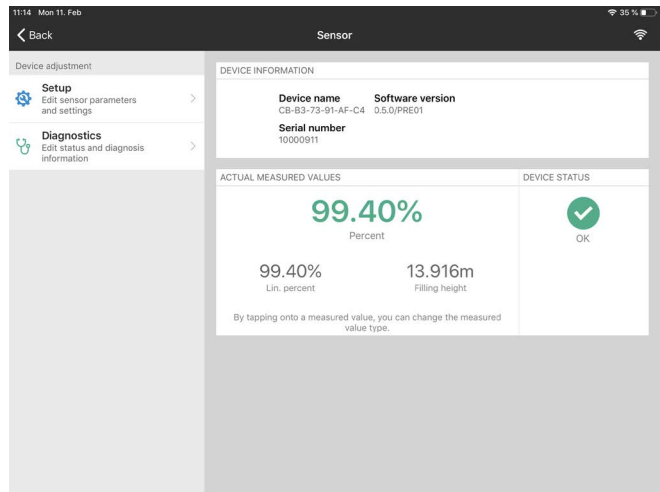 11:14 Mon 11. Feb
35 %
Back
Sensor
Device adjustment
Setup
Edit sensor parameters
and settings
Diagnostics
Edit status and diagnosis
information
DEVICE INFORMATION
Device name
CB-B3-73-91-AF-C4
Software version
0.5.0/PRE01
Serial number
10000911
ACTUAL MEASURED VALUES
99.40%
Percent
99.40%
Lin. percent
13.916m
Filling height
By tapping onto a measured value, you can change the measured
value type.
DEVICE STATUS
OK